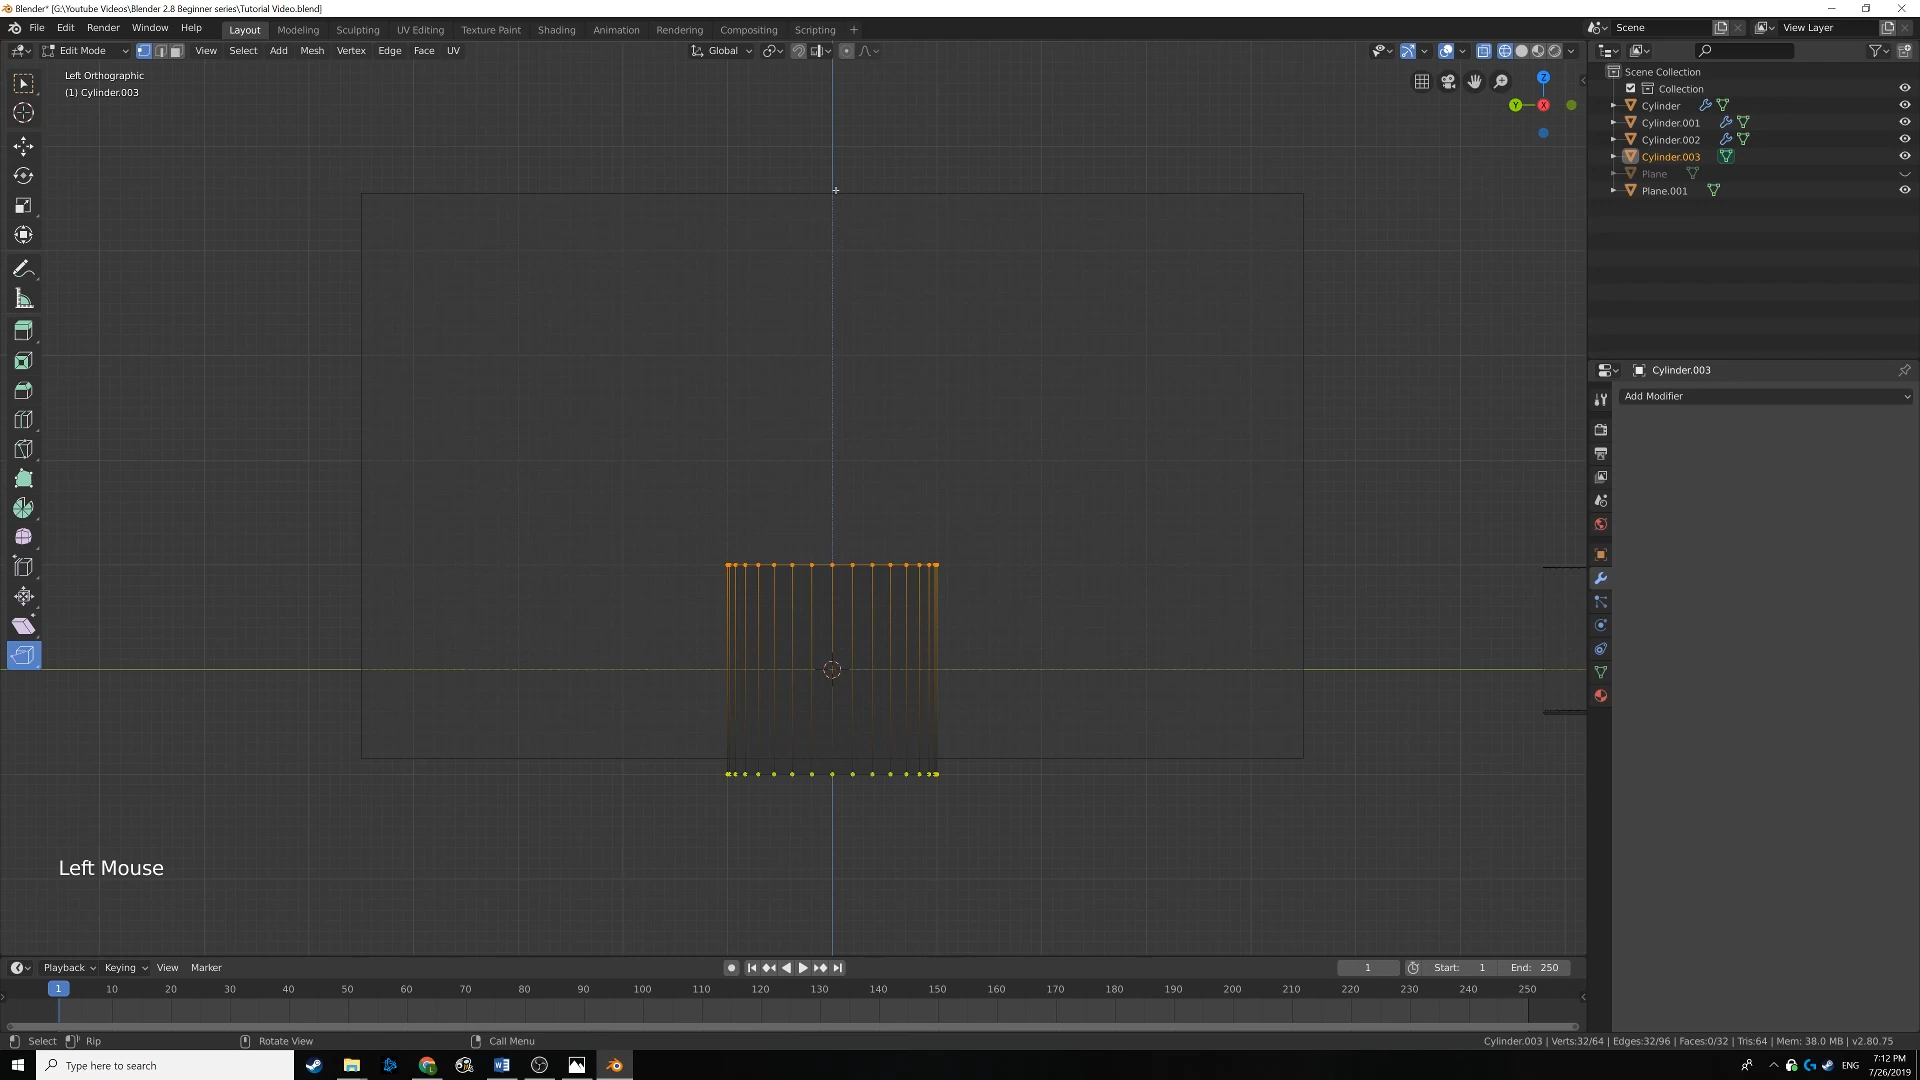 Blender* [G:\Youtube Videos\Blender 2.8 Beginner series\Tutorial Video.blend]
File Edit Render Window Help Layout Modeling Sculpting UV Editing Texture Paint Shading Animation Rendering Compositing Scripting + Scene View Layer
Edit Mode View Select Add Mesh Vertex Edge Face UV Global
Left Orthographic
(1) Cylinder.003
Z
Y
X
Scene Collection
Collection
Cylinder
Cylinder.001
Cylinder.002
Cylinder.003
Plane
Plane.001
Cylinder.003
Add Modifier
Left Mouse
Playback Keying View Marker 1 Start: 1 End: 250
1 10 20 30 40 50 60 70 80 90 100 110 120 130 140 150 160 170 180 190 200 210 220 230 240 250
Select Rip Rotate View Call Menu Cylinder.003 | Verts:32/64 | Edges:32/96 | Faces:0/32 | Tris:64 | Mem: 38.0 MB | v2.80.75
Type here to search ENG 7:12 PM
7/26/2019